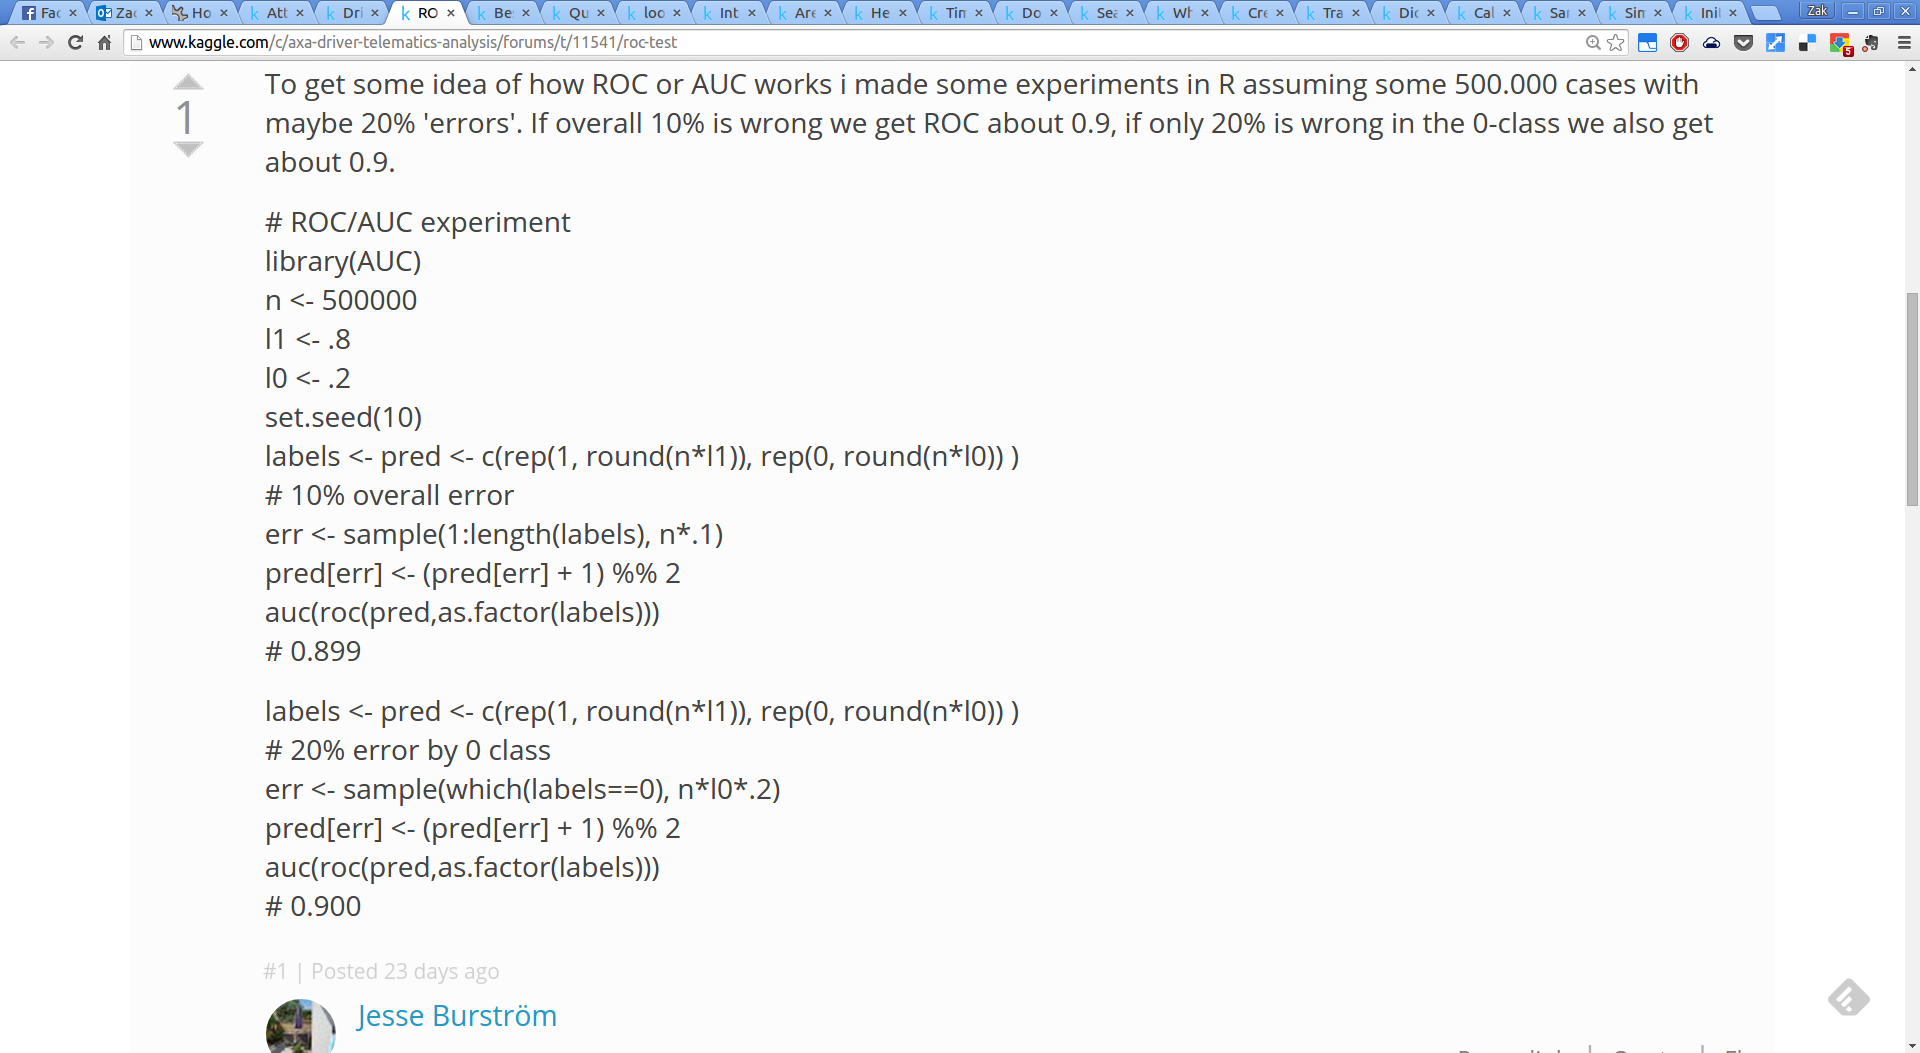 Fac
Zac
Ho
Att
Dri
RO
Be
Qu
loo
Int
Are
He
Tim
Do
Sea
Wh
Cre
Tra
Dic
Cal
Sar
Sim
Ini
Zak
www.kaggle.com/c/axa-driver-telematics-analysis/forums/t/11541/roc-test
5
1
To get some idea of how ROC or AUC works i made some experiments in R assuming some 500.000 cases with
maybe 20% 'errors'. If overall 10% is wrong we get ROC about 0.9, if only 20% is wrong in the 0-class we also get
about 0.9.
# ROC/AUC experiment
library(AUC)
n <- 500000
l1 <- .8
l0 <- .2
set.seed(10)
labels <- pred <- c(rep(1, round(n*l1)), rep(0, round(n*l0)) )
# 10% overall error
err <- sample(1:length(labels), n*.1)
pred[err] <- (pred[err] + 1) %% 2
auc(roc(pred,as.factor(labels)))
# 0.899
labels <- pred <- c(rep(1, round(n*l1)), rep(0, round(n*l0)) )
# 20% error by 0 class
err <- sample(which(labels==0), n*l0*.2)
pred[err] <- (pred[err] + 1) %% 2
auc(roc(pred,as.factor(labels)))
# 0.900
#1 | Posted 23 days ago
Jesse Burström